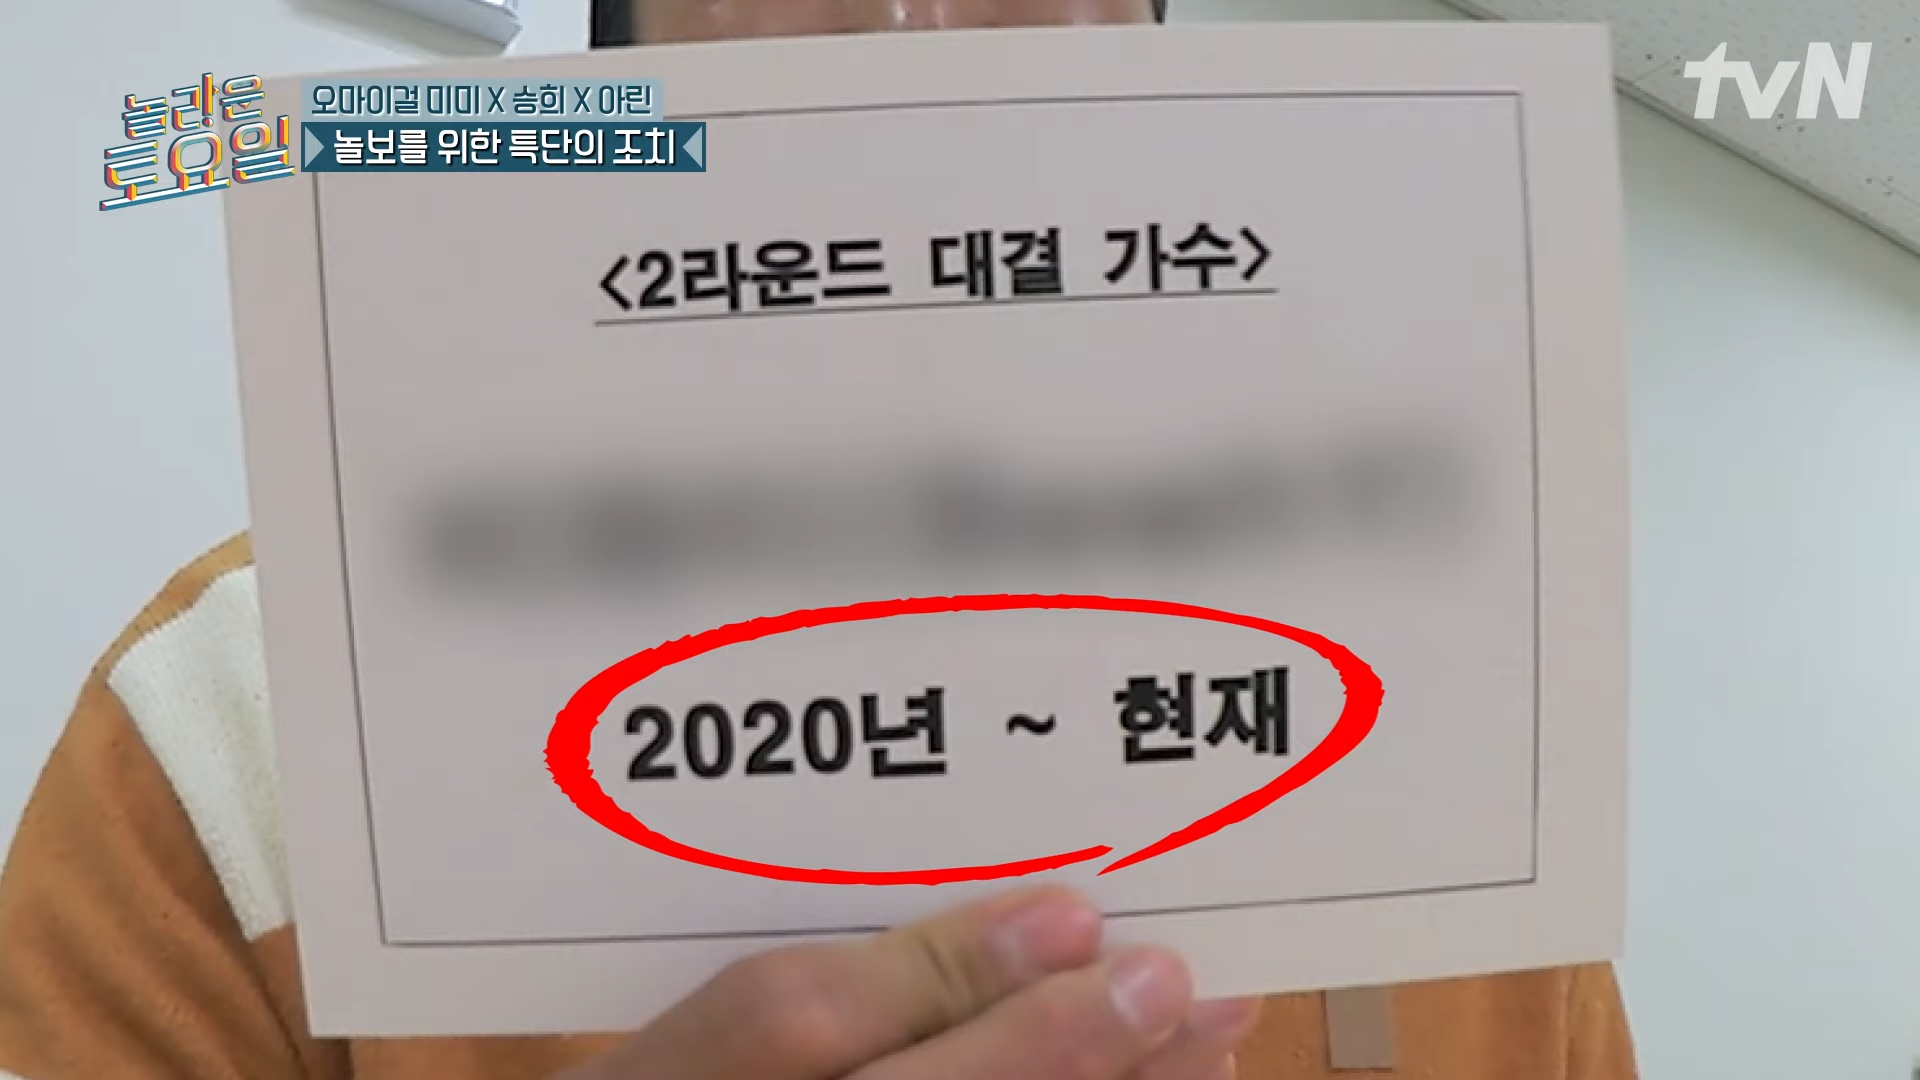 놀라운
토요일
오마이걸 미미 X 승희 X 아린
놀보를 위한 특단의 조치
tvN
<2라운드 대결 가수>
2020년 ~ 현재